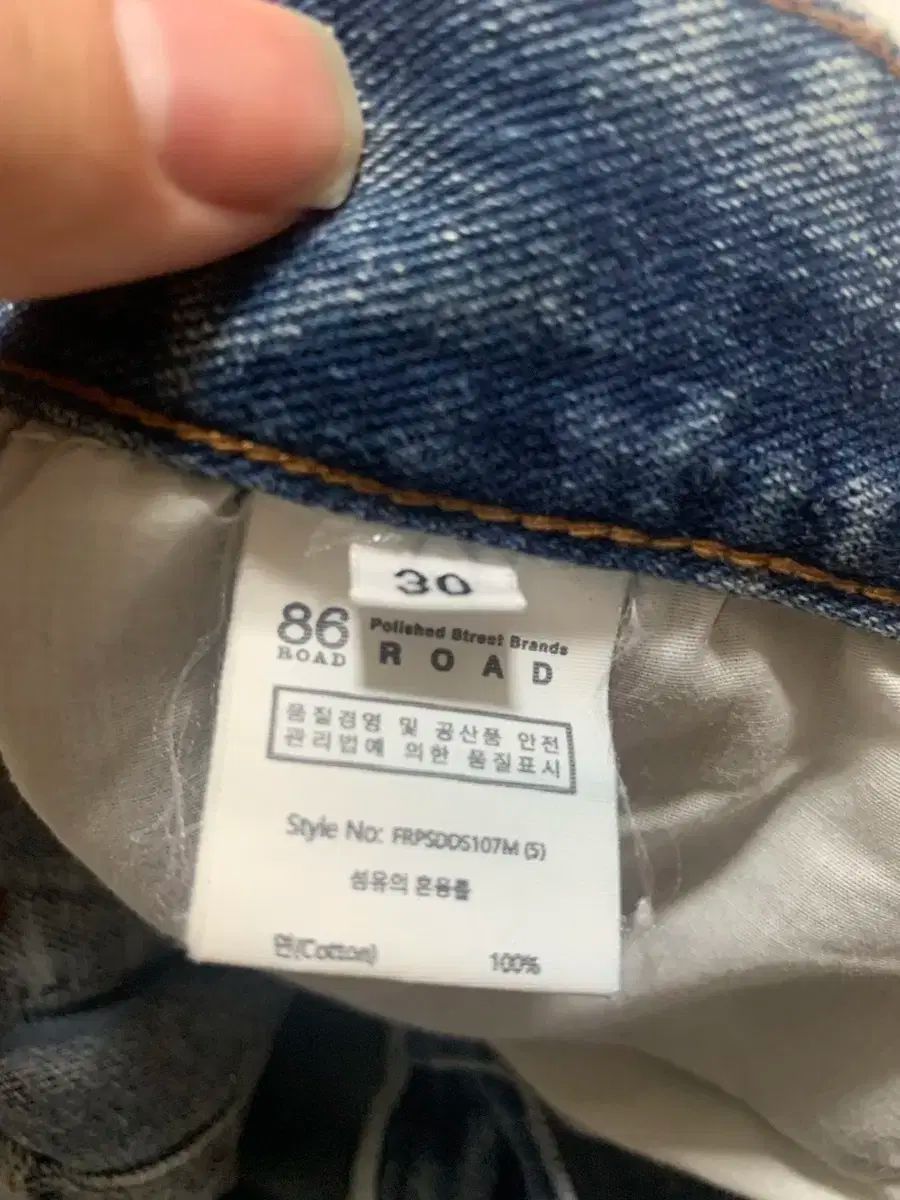 30
86
ROAD
Polished Street Brands
ROAD
품질경영 및 공산품 안전
관리법에 의한 품질표시
Style No: FRPSDDS107M (5)
섬유의 혼용률
면(Cotton) 100%